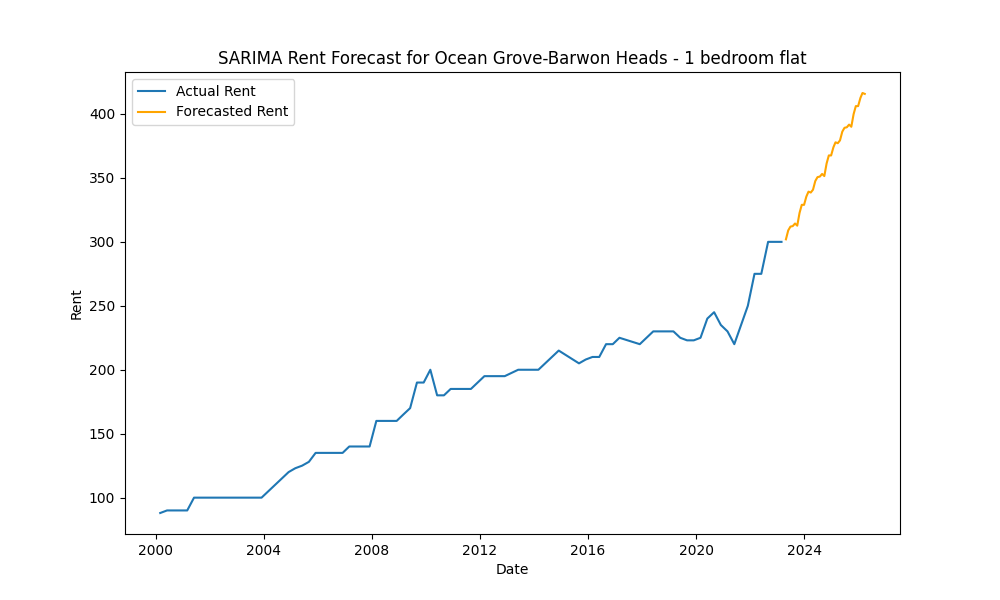 SARIMA Rent Forecast for Ocean Grove-Barwon Heads - 1 bedroom flat
Actual Rent
Forecasted Rent
400
350
300
250
200
150
100
Rent
2000 2004 2008 2012 2016 2020 2024
Date